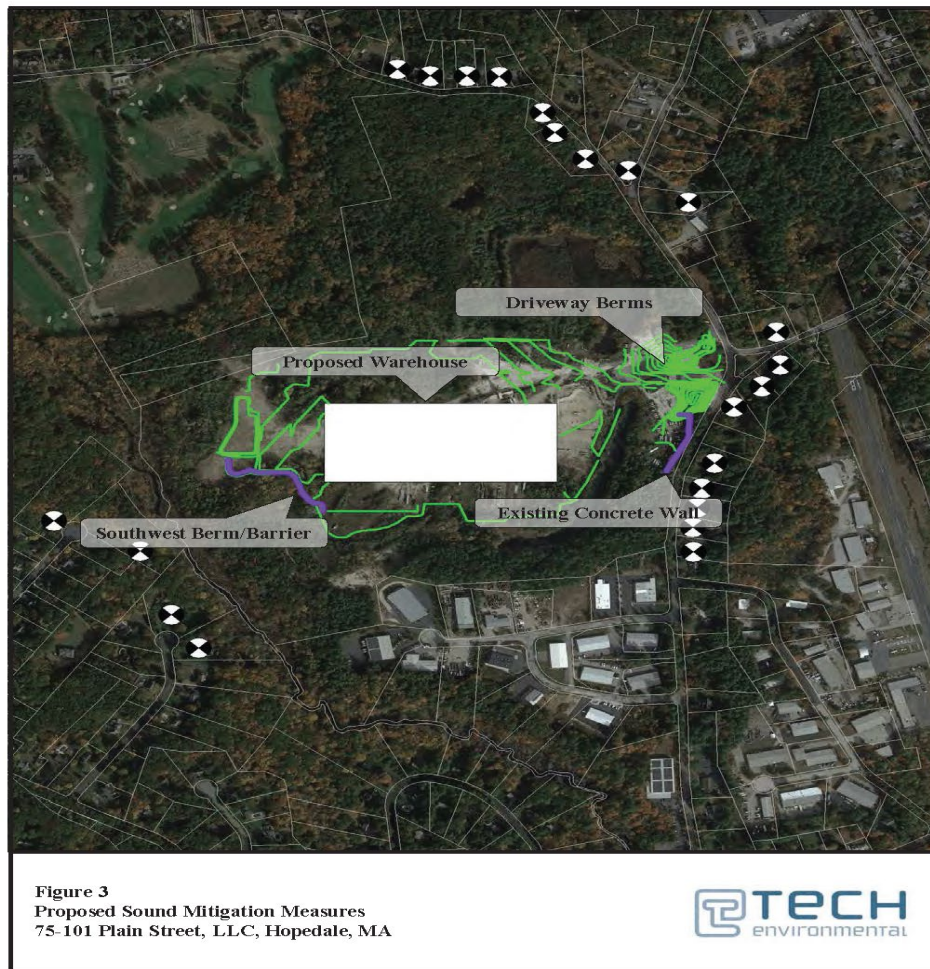 Driveway Berms
Proposed Warehouse
Southwest Berm/Barrier
Existing Concrete Wall
Figure 3
Proposed Sound Mitigation Measures
75-101 Plain Street, LLC, Hopedale, MA
TECH
ENVIRONMENTAL